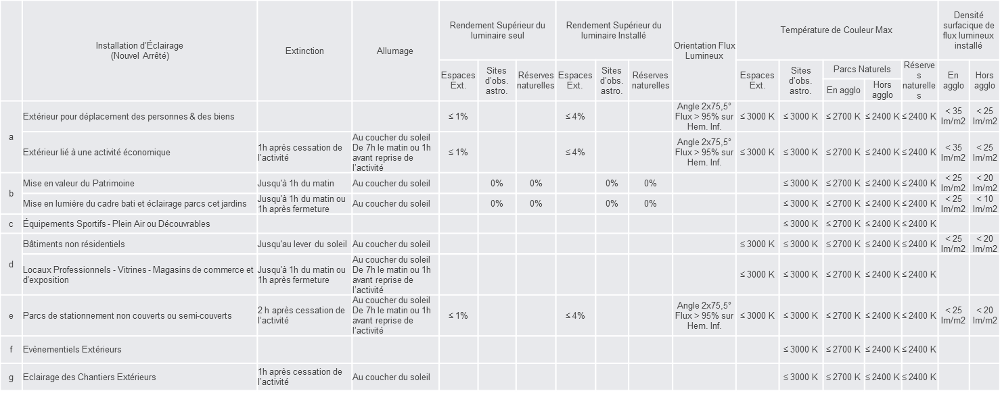 Installation d'Éclairage
(Nouvel Arrêté)
Extinction
Allumage
Rendement Supérieur du
luminaire seul
Rendement Supérieur du
luminaire Installé
Orientation Flux
Lumineux
Température de Couleur Max
Densité
surfacique de
flux lumineux
installé
Espaces
Ext.
Sites
d'obs.
astro.
Réserves
naturelles
Espaces
Ext.
Sites
d'obs.
astro.
Réserves
naturelles
Espaces
Ext.
Sites
d'obs.
astro.
Parcs Naturels
En agglo
Hors
agglo
Réserve
s
naturelle
s
En
agglo
Hors
agglo
a
Extérieur pour déplacement des personnes & des biens
≤ 1%
≤ 4%
Angle 2x75,5°
Flux > 95% sur
Hem. Inf.
≤ 3000 K
≤ 3000 K
≤ 2700 K
≤ 2400 K
≤ 2400 K
< 35
lm/m2
< 25
lm/m2
Extérieur lié à une activité économique
1h après cessation de
l'activité
Au coucher du soleil
De 7h le matin ou 1h
avant reprise de
l'activité
≤ 1%
≤ 4%
Angle 2x75,5°
Flux > 95% sur
Hem. Inf.
≤ 3000 K
≤ 3000 K
≤ 2700 K
≤ 2400 K
≤ 2400 K
< 35
lm/m2
< 25
lm/m2
b
Mise en valeur du Patrimoine
Jusqu'à 1h du matin
Au coucher du soleil
0%
0%
0%
0%
≤ 3000 K
≤ 2700 K
≤ 2400 K
≤ 2400 K
< 25
lm/m2
< 20
lm/m2
Mise en lumière du cadre bati et éclairage parcs cet jardins
Jusqu'à 1h du matin ou
1h après fermeture
Au coucher du soleil
0%
0%
0%
0%
≤ 3000 K
≤ 2700 K
≤ 2400 K
≤ 2400 K
< 25
lm/m2
< 10
lm/m2
c
Équipements Sportifs - Plein Air ou Découvrables
≤ 3000 K
≤ 2700 K
≤ 2400 K
≤ 2400 K
d
Bâtiments non résidentiels
Jusqu'au lever du soleil
Au coucher du soleil
≤ 3000 K
≤ 3000 K
≤ 2700 K
≤ 2400 K
≤ 2400 K
< 25
lm/m2
< 20
lm/m2
Locaux Professionnels - Vitrines - Magasins de commerce et
d'exposition
Jusqu'à 1h du matin ou
1h après fermeture
Au coucher du soleil
De 7h le matin ou 1h
avant reprise de
l'activité
≤ 3000 K
≤ 3000 K
≤ 2700 K
≤ 2400 K
≤ 2400 K
e
Parcs de stationnement non couverts ou semi-couverts
2 h après cessation de
l'activité
Au coucher du soleil
De 7h le matin ou 1h
avant reprise de
l'activité
≤ 1%
≤ 4%
Angle 2x75,5°
Flux > 95% sur
Hem. Inf.
≤ 3000 K
≤ 3000 K
≤ 2700 K
≤ 2400 K
≤ 2400 K
< 25
lm/m2
< 20
lm/m2
f
Evènementiels Extérieurs
≤ 3000 K
≤ 2700 K
≤ 2400 K
≤ 2400 K
g
Eclairage des Chantiers Extérieurs
1h après cessation de
l'activité
Au coucher du soleil
≤ 3000 K
≤ 2700 K
≤ 2400 K
≤ 2400 K